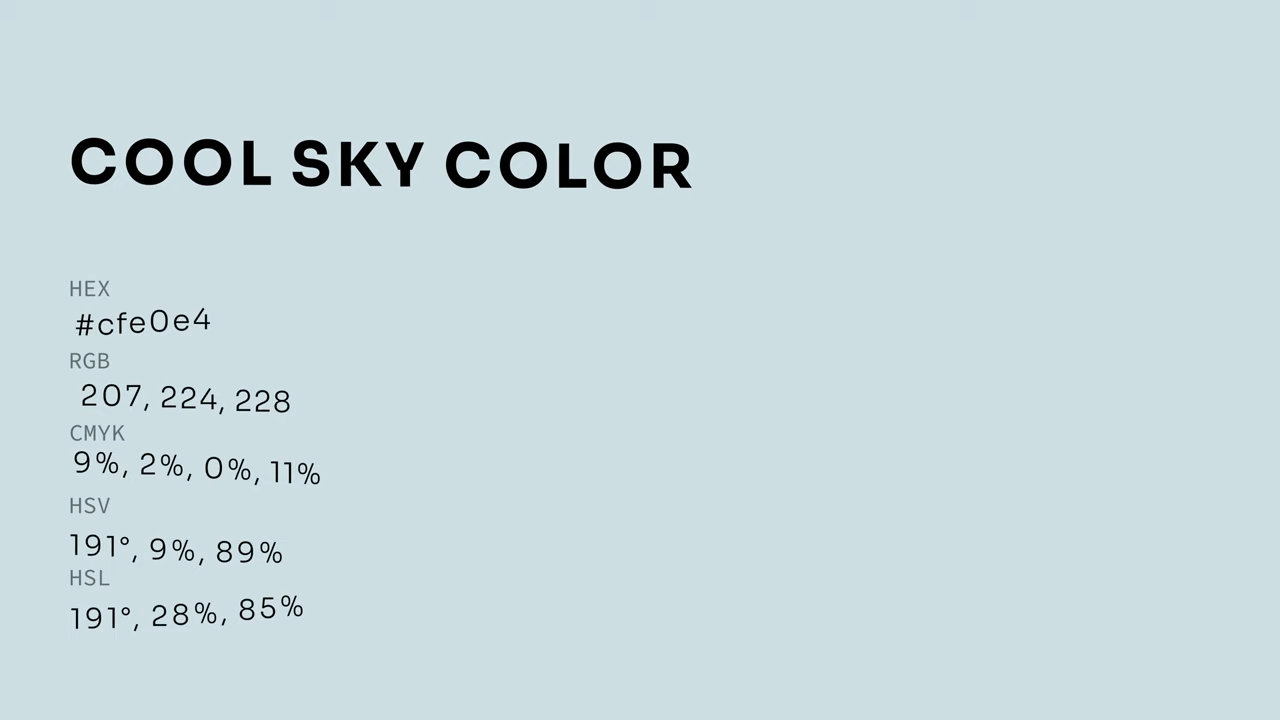 COOL SKY COLOR
HEX
#cfe0e4
RGB
207, 224, 228
CMYK
9%, 2%, 0%, 11%
HSV
191°, 9%, 89%
HSL
191°, 28%, 85%